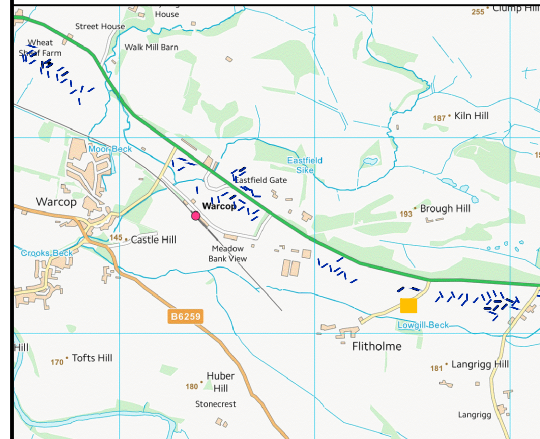 255 • Clump Hill
Street House
House
Wheat
Sheaf Farm
Walk Mill Barn
187 • Kiln Hill
Moor Beck
Eastfield
Sike
Eastfield Gate
Warcop
Warcop
193 • Brough Hill
145 • Castle Hill
Meadow
Bank View
Crooks Beck
B6259
Lowgill Beck
Flitholme
Hill
170 • Tofts Hill
181 • Langrigg Hill
180 • Huber
Hill
Stonecrest
Langrigg